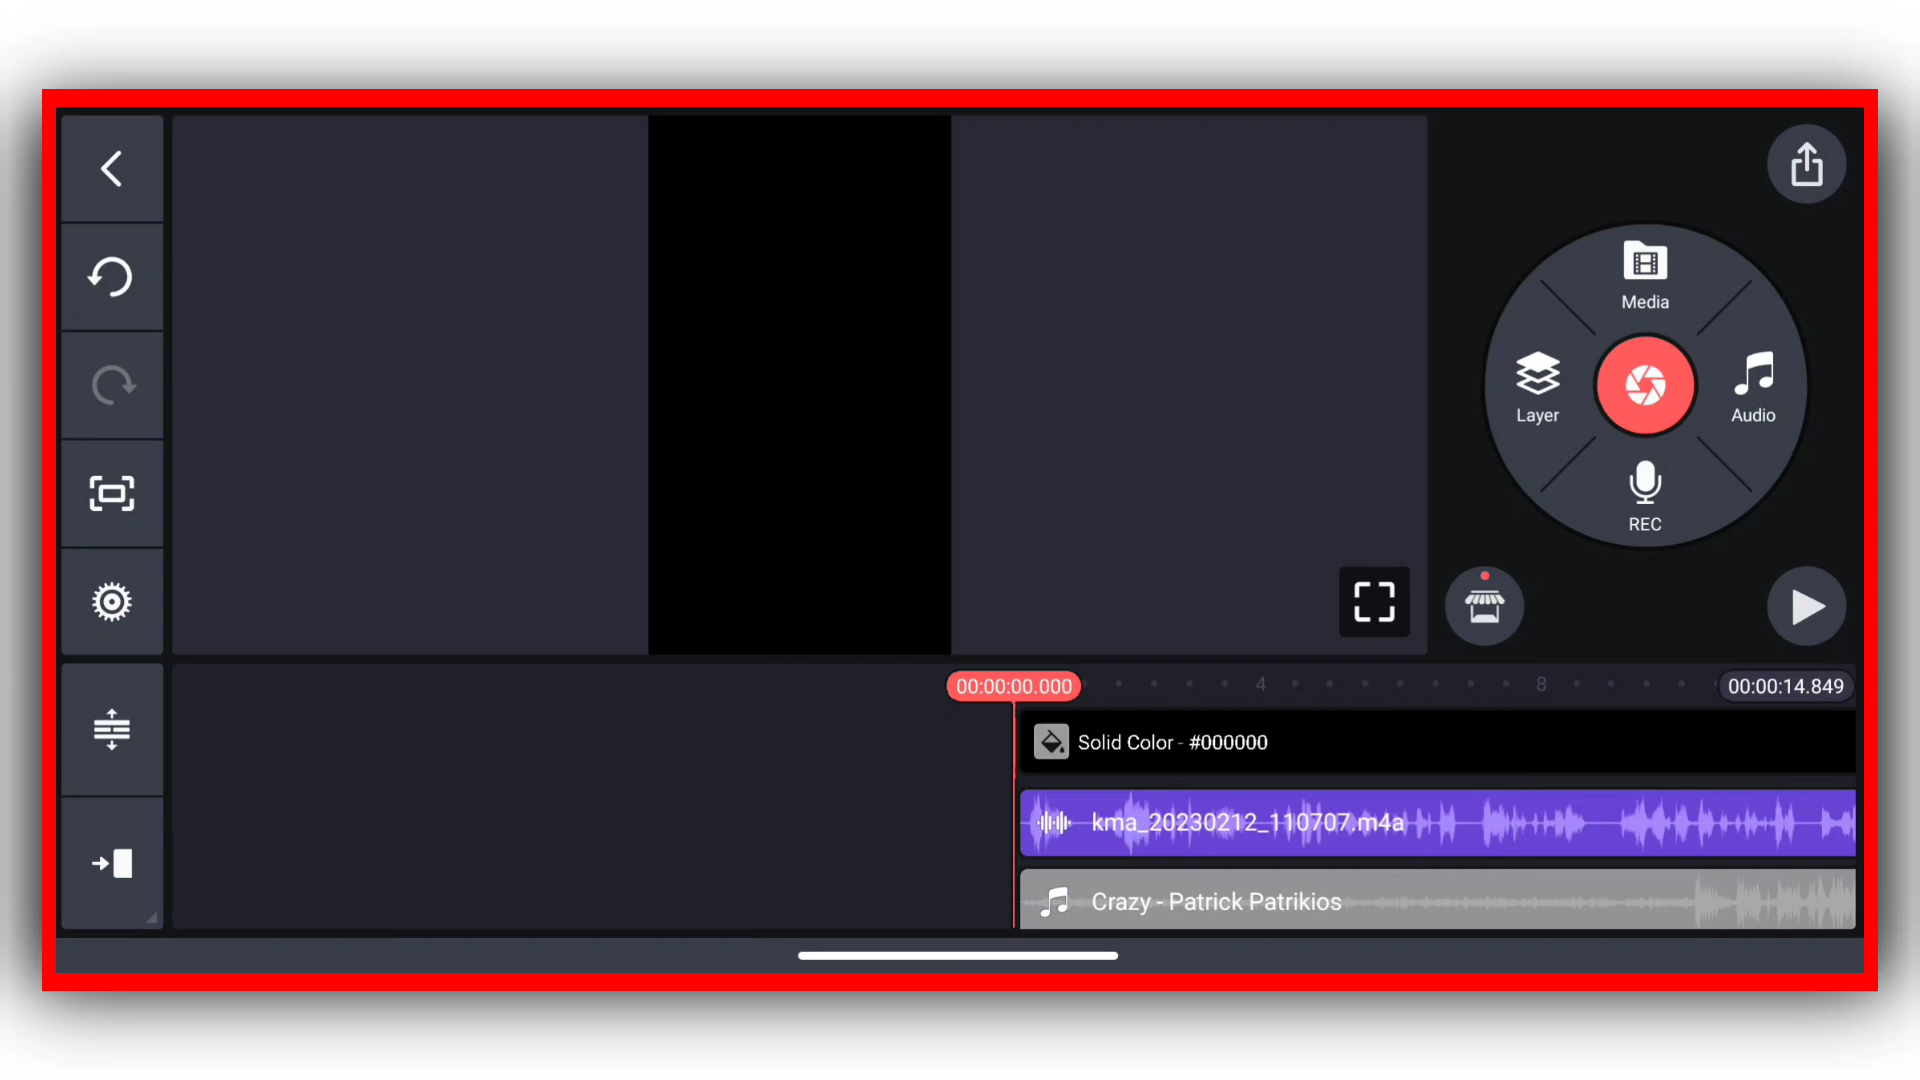 Media
Layer
Audio
REC
00:00:00.000
4
8
00:00:14.849
Solid Color - #000000
kma_20230212_110707.m4a
Crazy - Patrick Patrikios